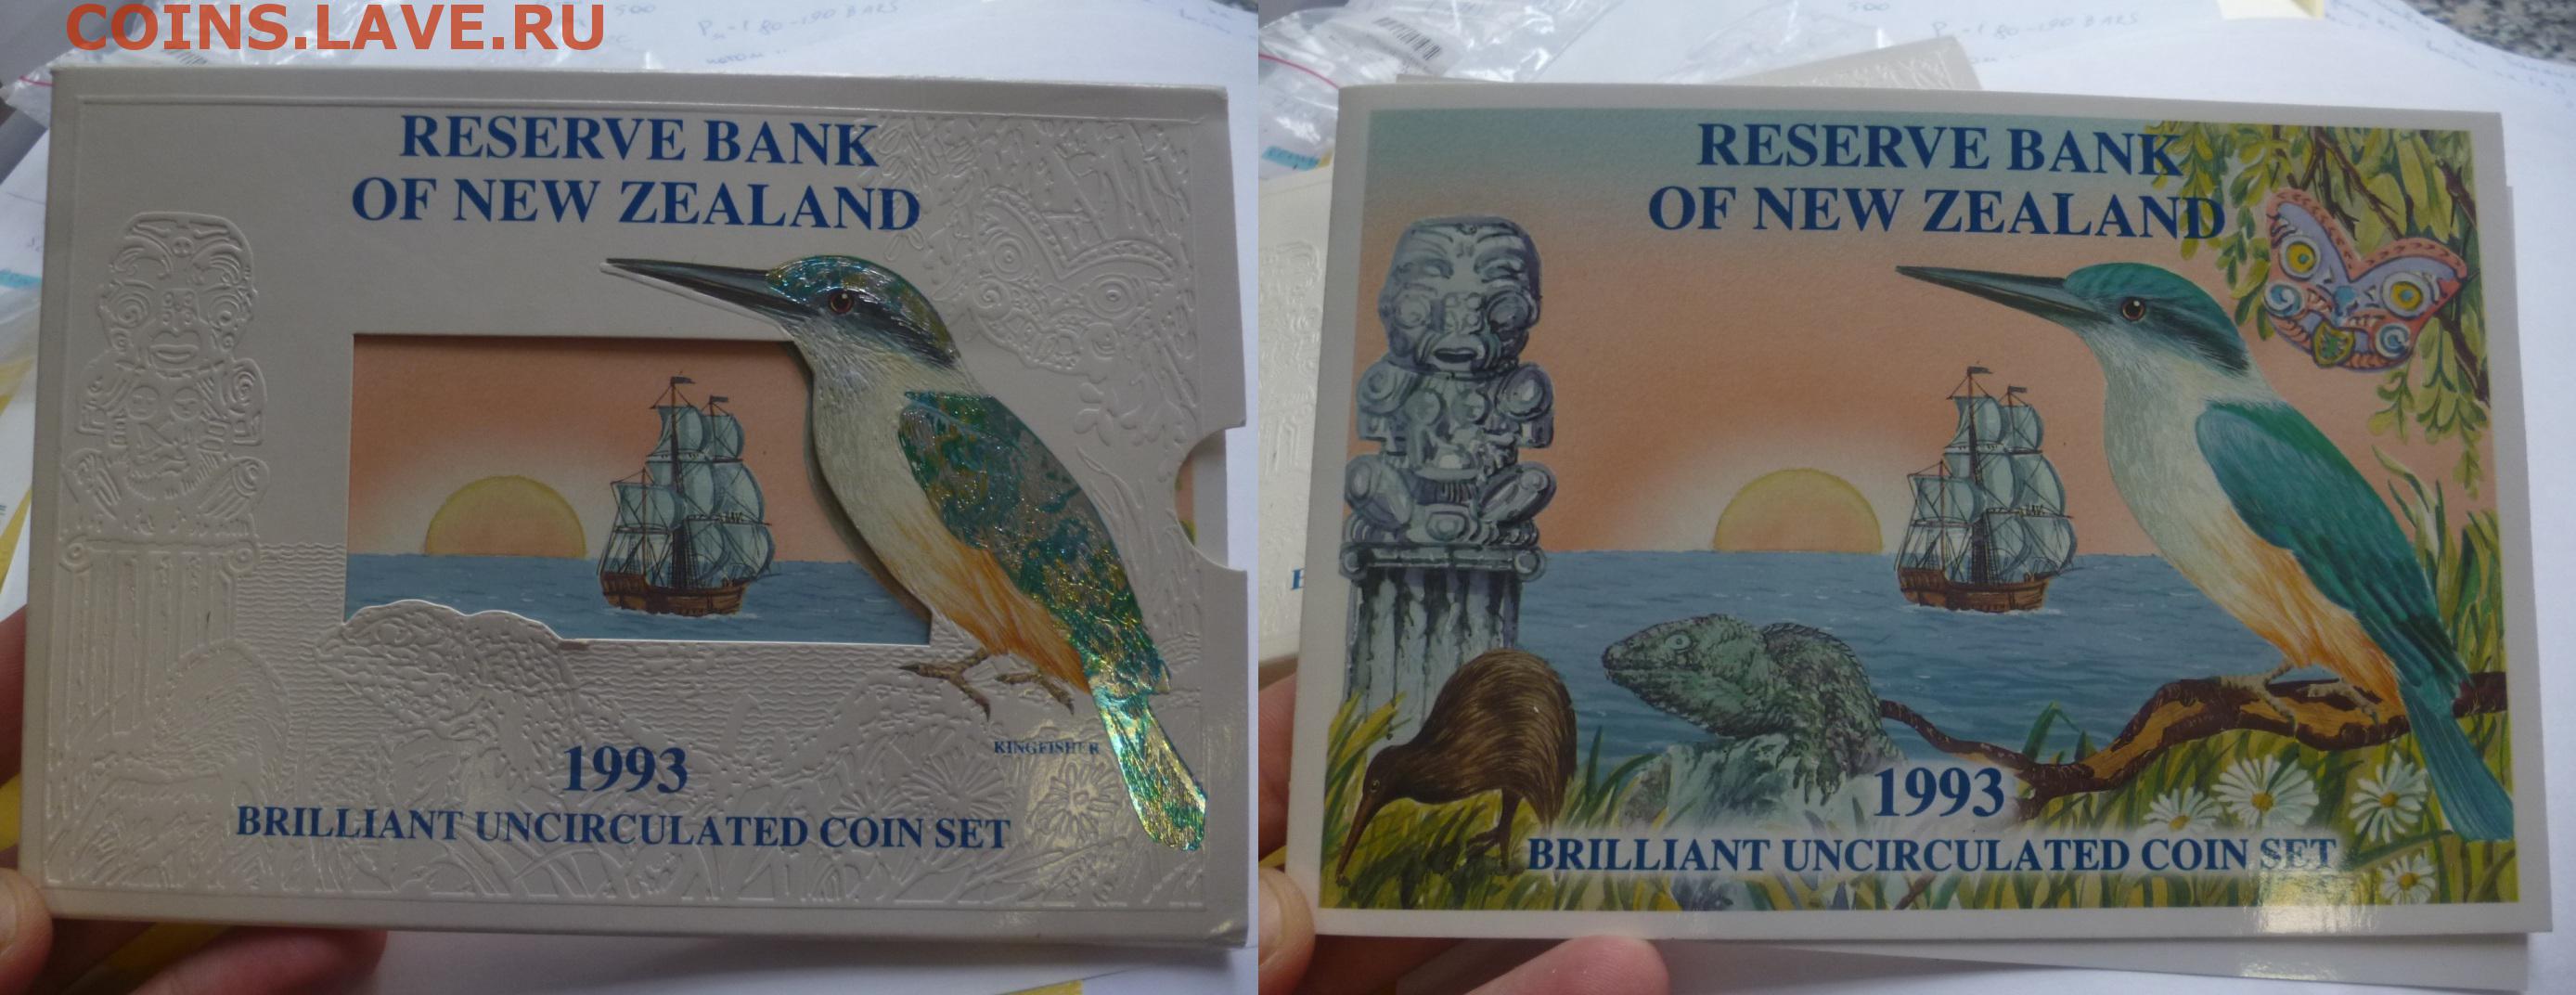 COINS.LAVE.RU
RESERVE BANK
OF NEW ZEALAND
KINGFISHER
1993
BRILLIANT UNCIRCULATED COIN SET
RESERVE BANK
OF NEW ZEALAND
1993
BRILLIANT UNCIRCULATED COIN SET